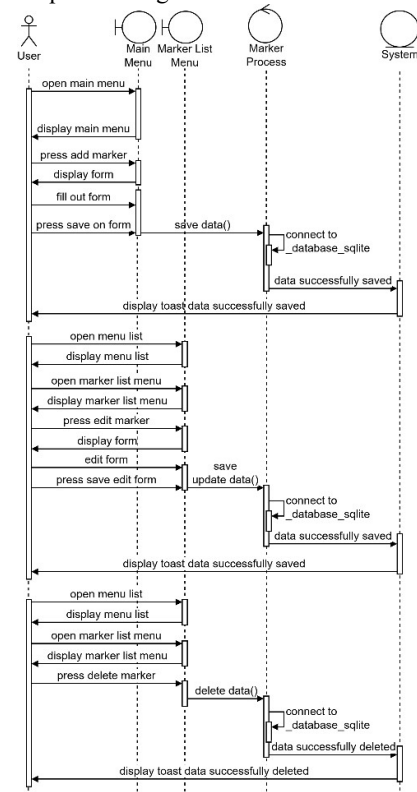 User
Main
Menu
Marker List
Menu
Marker
Process
System
open main menu
display main menu
press add marker
display form
fill out form
press save on form
save data()
connect to
_database_sqlite
data successfully saved
display toast data successfully saved
open menu list
display menu list
open marker list menu
display marker list menu
press edit marker
display form
edit form
save
press save edit form
update data()
connect to
_database_sqlite
data successfully saved
display toast data successfully saved
open menu list
display menu list
open marker list menu
display marker list menu
press delete marker
delete data()
connect to
_database_sqlite
data successfully deleted
display toast data successfully deleted